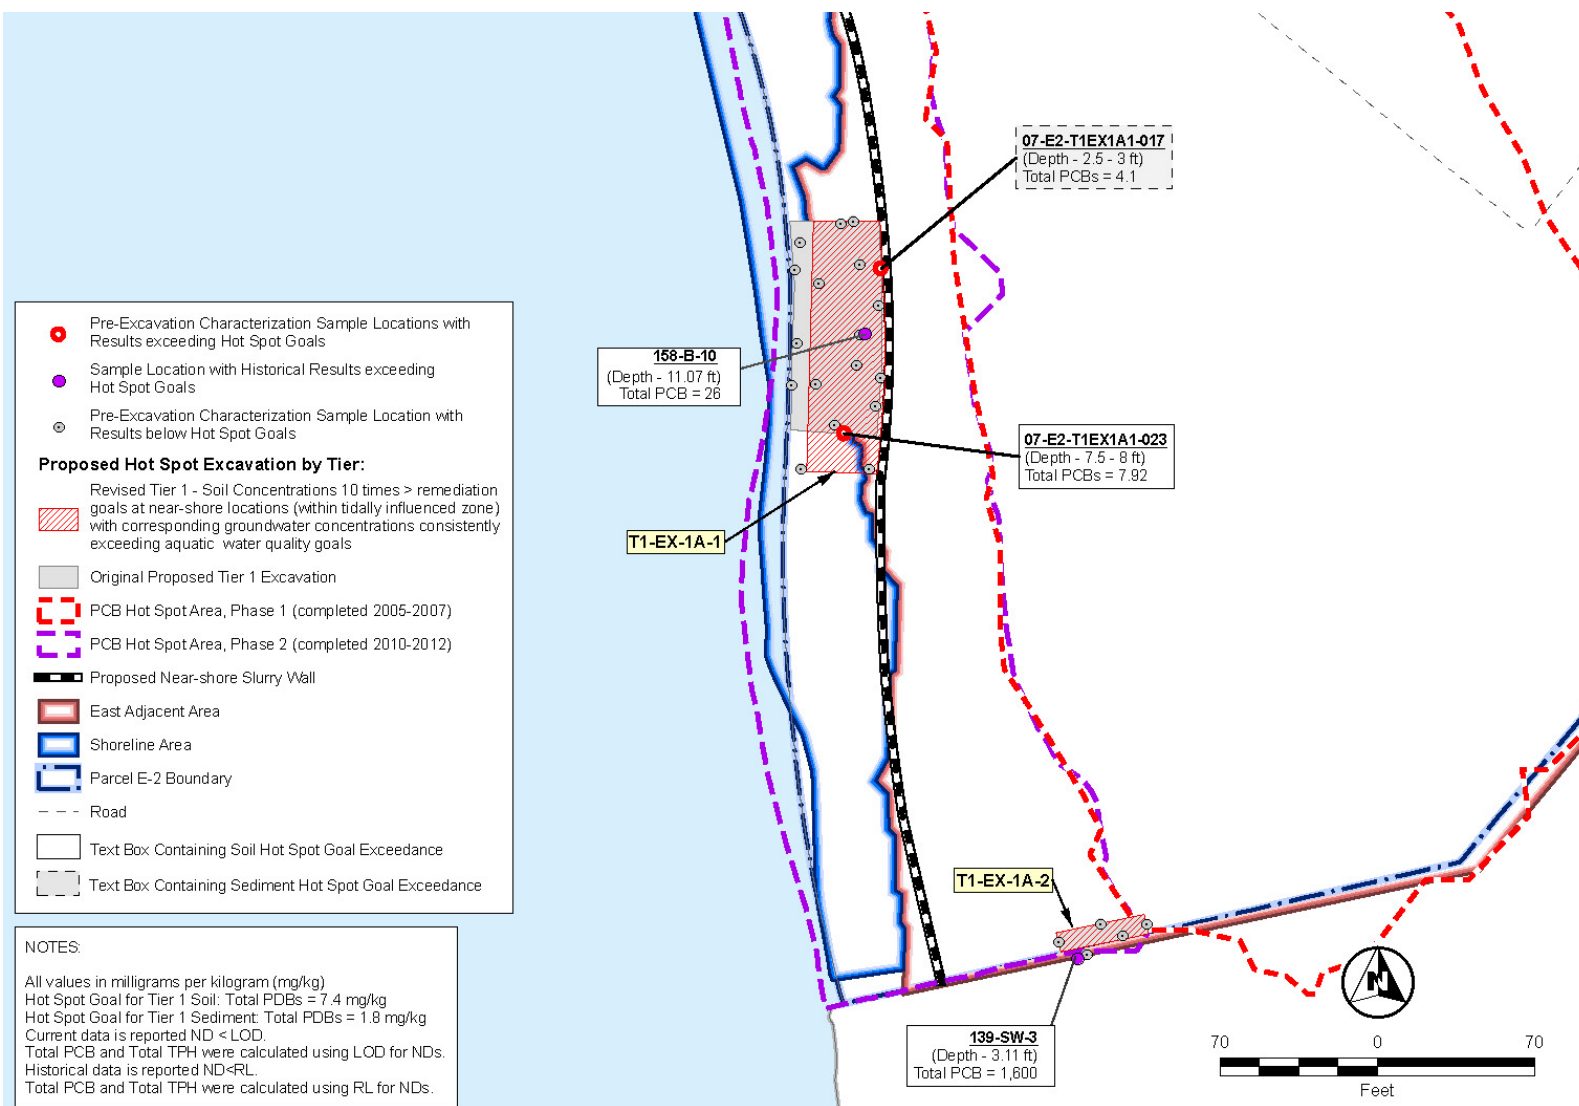 07-E2-T1EX1A1-017
(Depth - 2.5 - 3 ft)
Total PCBs = 4.1
158-B-10
(Depth - 11.07 ft)
Total PCB = 26
07-E2-T1EX1A1-023
(Depth - 7.5 - 8 ft)
Total PCBs = 7.92
T1-EX-1A-1
T1-EX-1A-2
139-SW-3
(Depth - 3.11 ft)
Total PCB = 1,600
Pre-Excavation Characterization Sample Locations with
Results exceeding Hot Spot Goals
Sample Location with Historical Results exceeding
Hot Spot Goals
Pre-Excavation Characterization Sample Location with
Results below Hot Spot Goals
Proposed Hot Spot Excavation by Tier:
Revised Tier 1 - Soil Concentrations 10 times > remediation
goals at near-shore locations (within tidally influenced zone)
with corresponding groundwater concentrations consistently
exceeding aquatic water quality goals
Original Proposed Tier 1 Excavation
PCB Hot Spot Area, Phase 1 (completed 2005-2007)
PCB Hot Spot Area, Phase 2 (completed 2010-2012)
Proposed Near-shore Slurry Wall
East Adjacent Area
Shoreline Area
Parcel E-2 Boundary
Road
Text Box Containing Soil Hot Spot Goal Exceedance
Text Box Containing Sediment Hot Spot Goal Exceedance
NOTES:
All values in milligrams per kilogram (mg/kg)
Hot Spot Goal for Tier 1 Soil: Total PDBs = 7.4 mg/kg
Hot Spot Goal for Tier 1 Sediment: Total PDBs = 1.8 mg/kg
Current data is reported ND < LOD.
Total PCB and Total TPH were calculated using LOD for NDs.
Historical data is reported ND<RL.
Total PCB and Total TPH were calculated using RL for NDs.
N
70 0 70
Feet